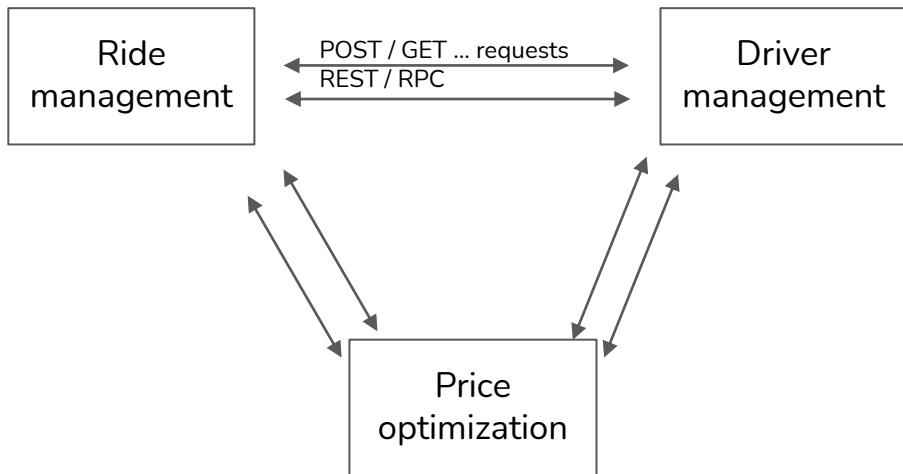 Ride
management
POST / GET ... requests
REST / RPC
Driver
management
Price
optimization